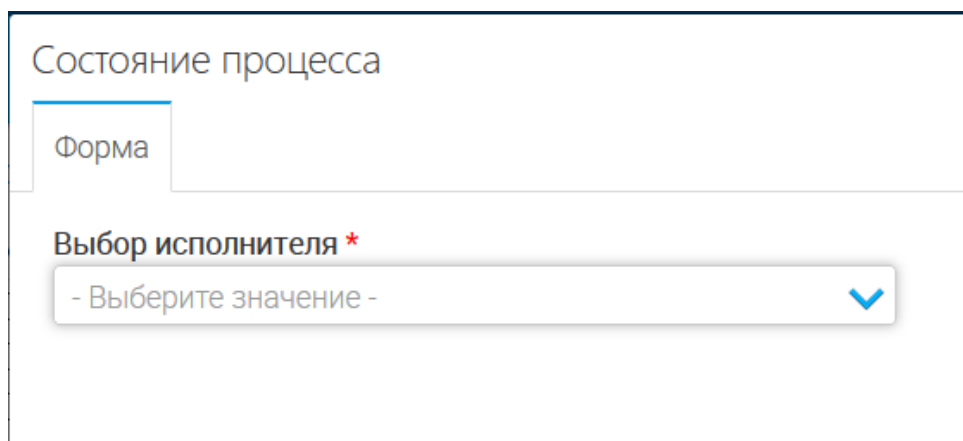 Состояние процесса
Форма
Выбор исполнителя *
- Выберите значение -